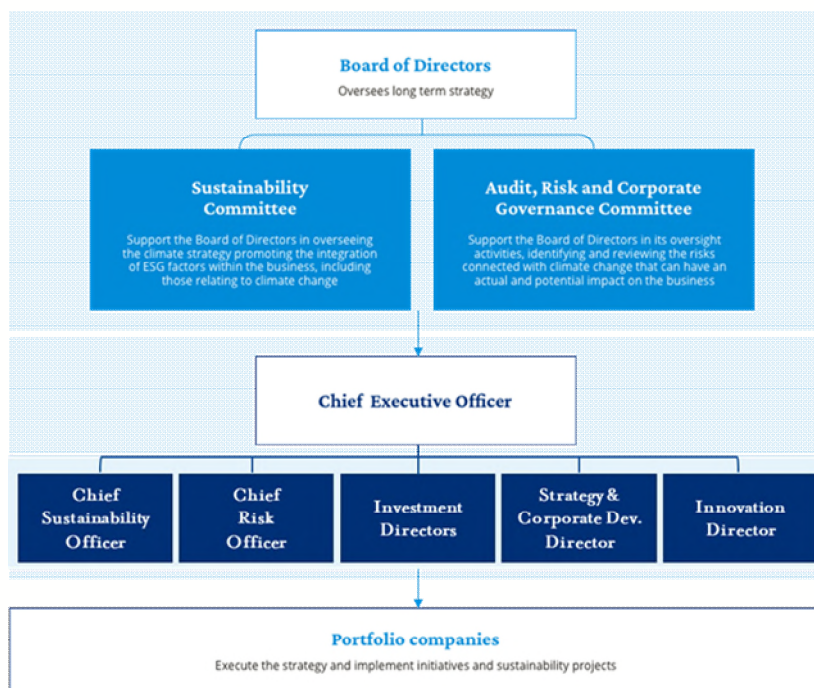 Board of Directors
Oversees long term strategy
Sustainability
Committee
Support the Board of Directors in overseeing
the climate strategy promoting the integration
of ESG factors within the business, including
those relating to climate change
Audit, Risk and Corporate
Governance Committee
Support the Board of Directors in its oversight
activities, identifying and reviewing the risks
connected with climate change that can have an
actual and potential impact on the business
Chief Executive Officer
Chief
Sustainability
Officer
Chief
Risk
Officer
Investment
Directors
Strategy &
Corporate Dev.
Director
Innovation
Director
Portfolio companies
Execute the strategy and implement initiatives and sustainability projects